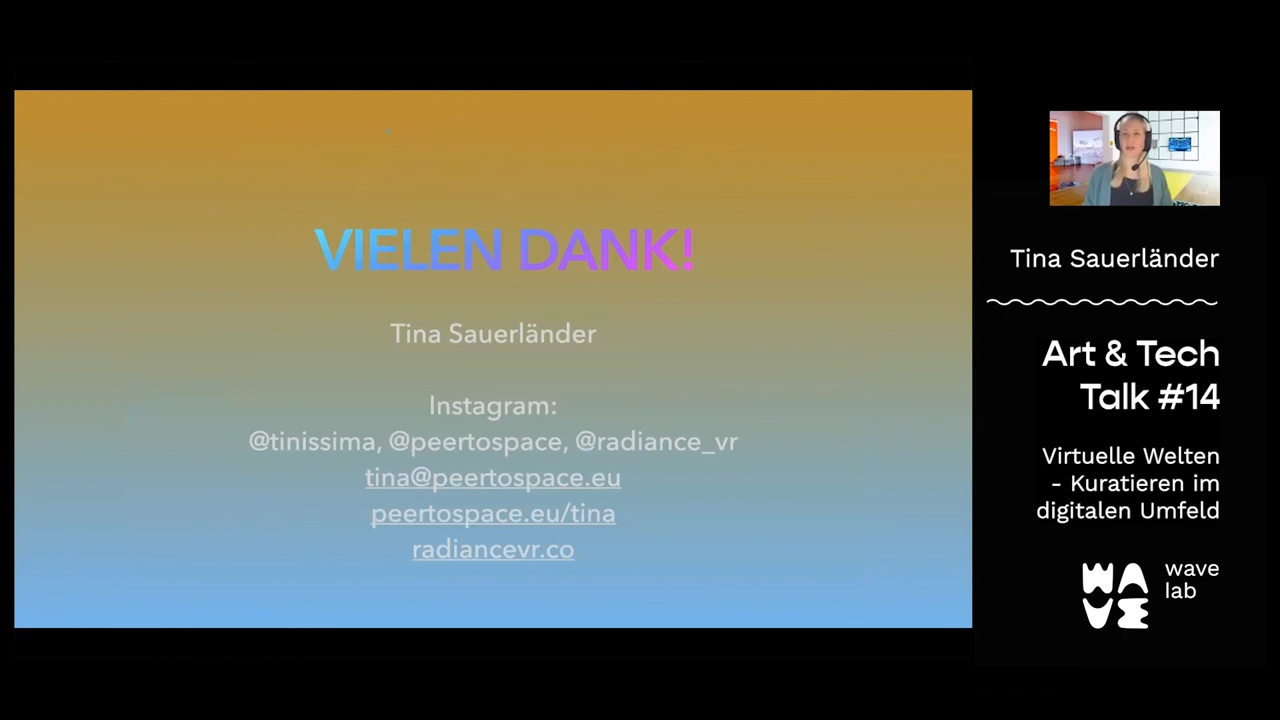 VIELEN DANK!
Tina Sauerländer
Instagram:
@tinissima, @peertospace, @radiance_vr
tina@peertospace.eu
peertospace.eu/tina
radiancevr.co
Tina Sauerländer
Art & Tech
Talk #14
Virtuelle Welten
- Kuratieren im
digitalen Umfeld
WAVE
wave
lab